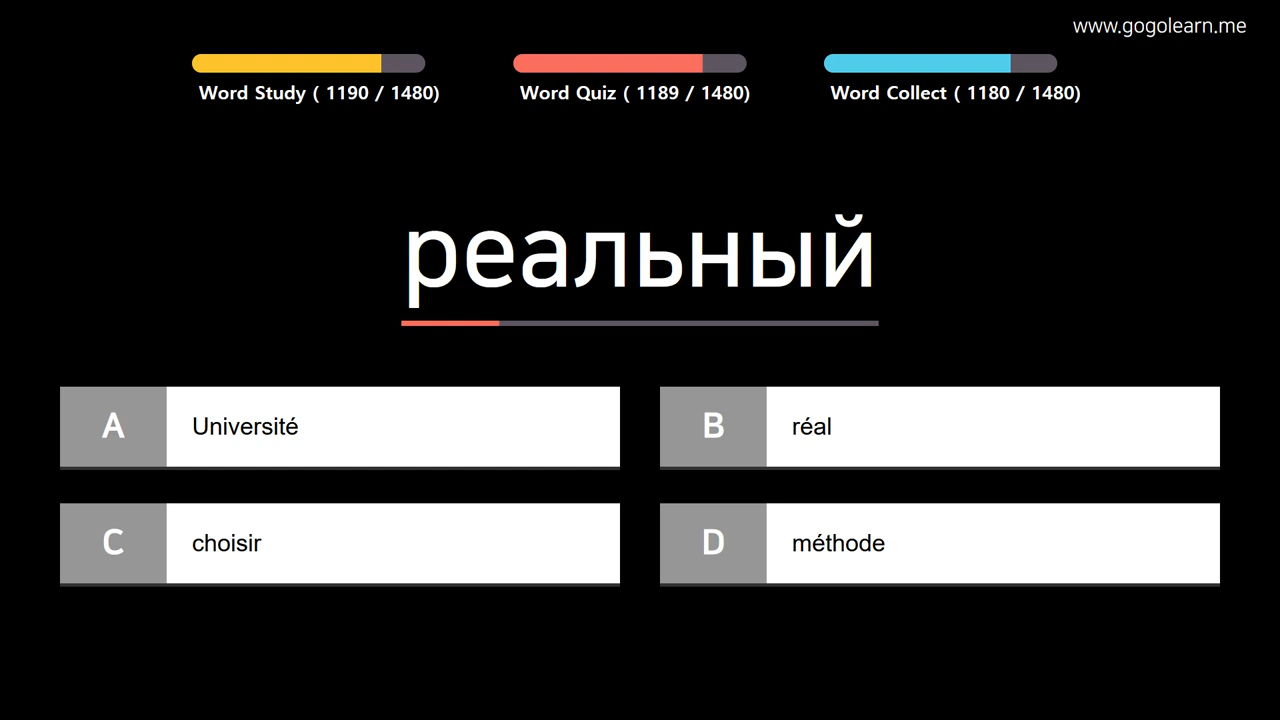 www.gogolearn.me
Word Study ( 1190 / 1480)
Word Quiz ( 1189 / 1480)
Word Collect ( 1180 / 1480)
реальный
A Université
B réal
C choisir
D méthode